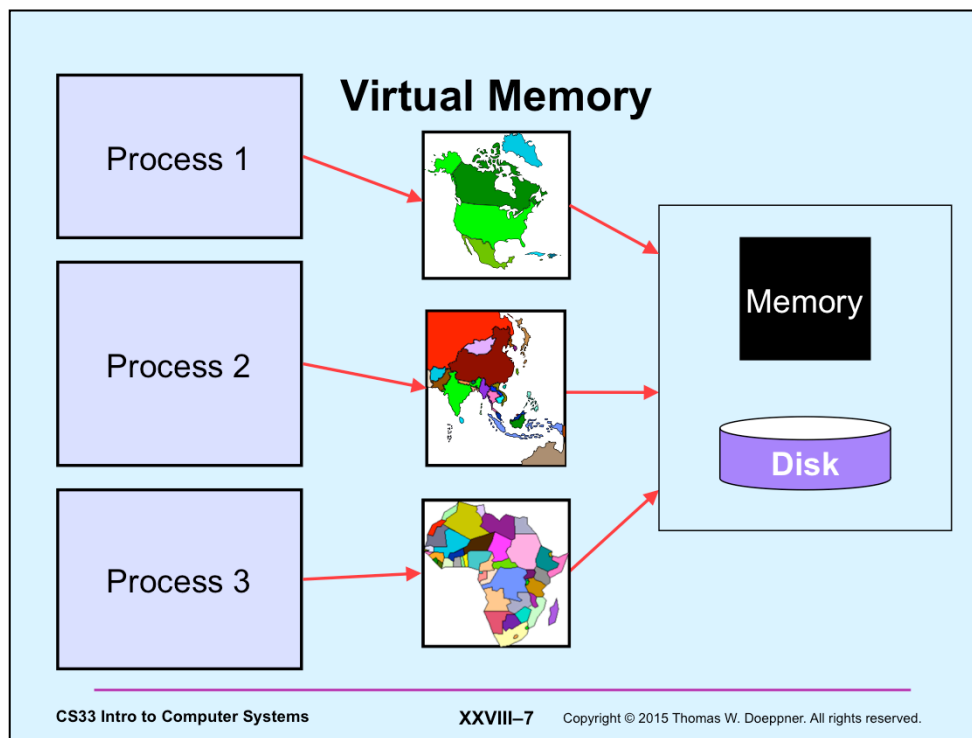 Virtual Memory
Process 1
Process 2
Process 3
Memory
Disk
CS33 Intro to Computer Systems
XXVIII–7
Copyright © 2015 Thomas W. Doeppner. All rights reserved.